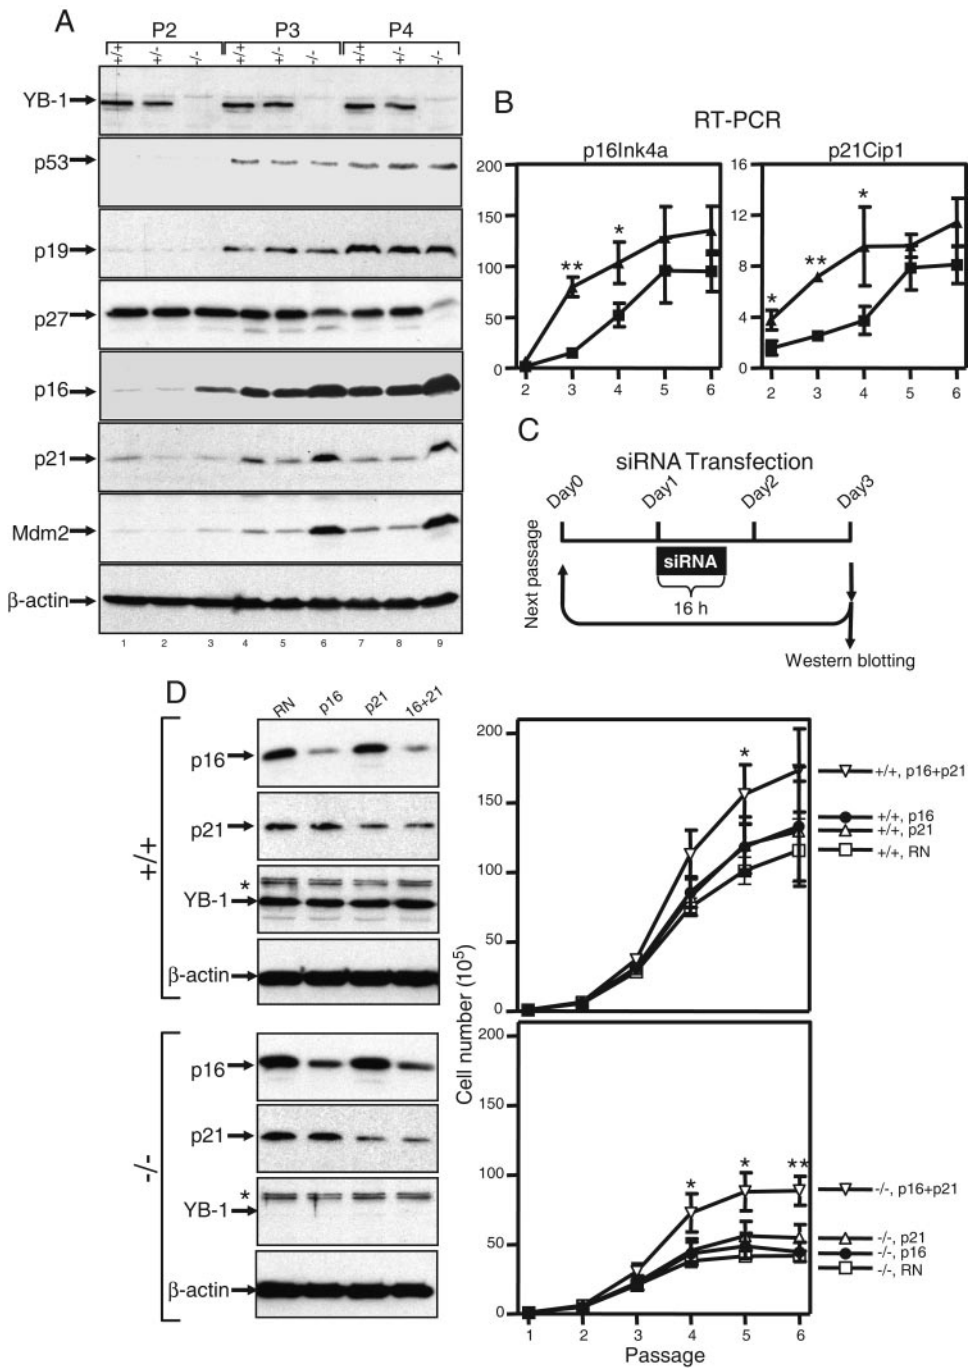 A
P2 P3 P4
+/+ +/- -/- +/+ +/- -/- +/+ +/- -/-
YB-1
p53
p19
p27
p16
p21
Mdm2
β-actin
1 2 3 4 5 6 7 8 9
B
RT-PCR
p16Ink4a
200
150
100
50
0
** *
2 3 4 5 6
p21Cip1
16
12
8
4
0
* ** *
2 3 4 5 6
C
siRNA Transfection
Day0 Day1 Day2 Day3
Next passage
siRNA
16 h
Western blotting
D
RN p16 p21 16+21
+/+
p16
p21
*
YB-1
β-actin
-/-
p16
p21
*
YB-1
β-actin
Cell number (10⁵)
200
150
100
50
0
*
+/+, p16+p21
+/+, p16
+/+, p21
+/+, RN
200
150
100
50
0
* * **
-/-, p16+p21
-/-, p21
-/-, p16
-/-, RN
1 2 3 4 5 6
Passage